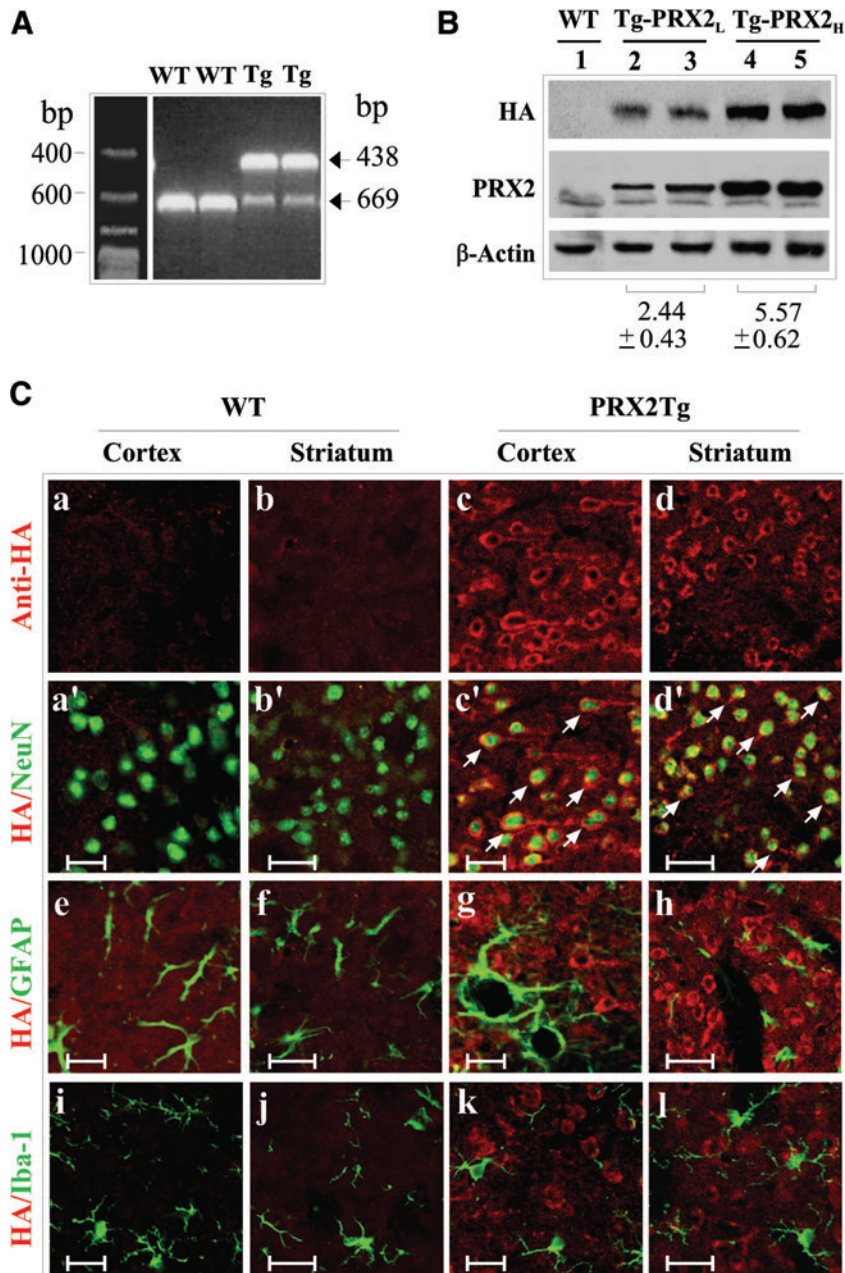 A
WT WT Tg Tg
bp
bp
400
438
600
669
1000
B
WT Tg-PRX2L Tg-PRX2H
1 2 3 4 5
HA
PRX2
β-Actin
2.44 5.57
±0.43 ±0.62
C
WT PRX2Tg
Cortex Striatum Cortex Striatum
Anti-HA
a b c d
HA/NeuN
a' b' c' d'
HA/GFAP
e f g h
HA/Iba-1
i j k l